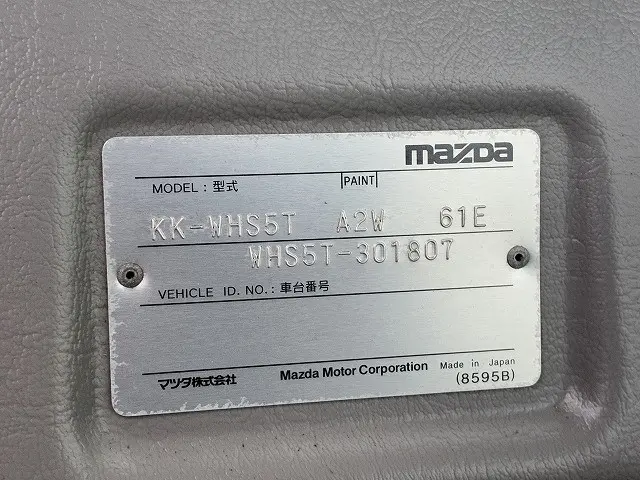 mazda
MODEL : 型式 PAINT
KK-WHS5T A2W 61E
WHS5T-301807
VEHICLE ID. NO. : 車台番号
マツダ株式会社 Mazda Motor Corporation Made in Japan
(8595B)